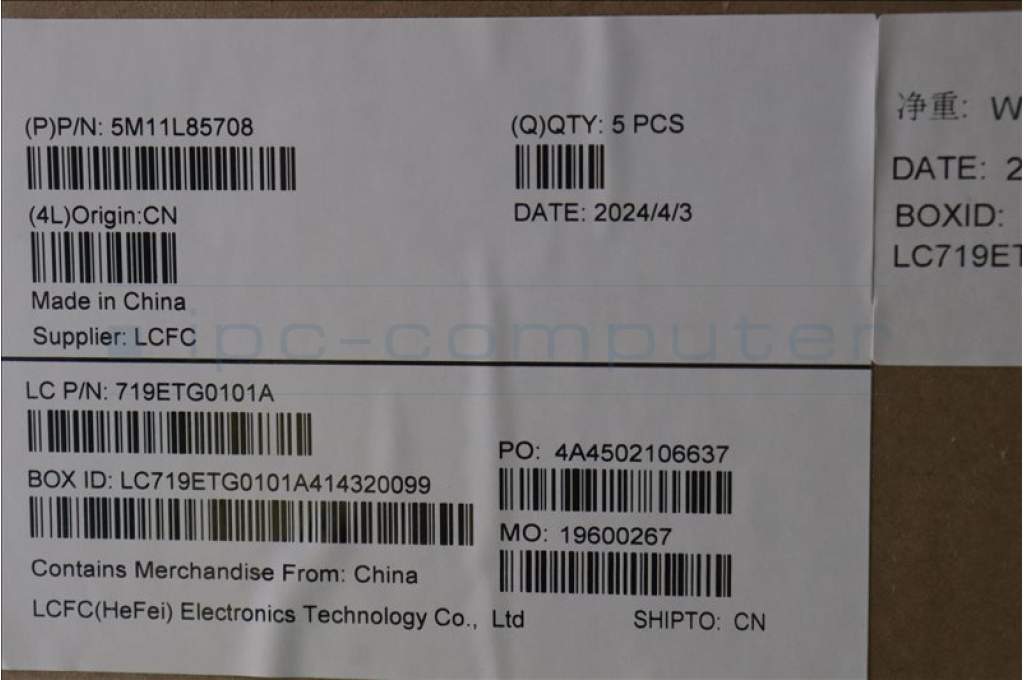 (P)P/N: 5M11L85708
(Q)QTY: 5 PCS
(4L)Origin:CN
DATE: 2024/4/3
Made in China
Supplier: LCFC
ipc-computer
LC P/N: 719ETG0101A
PO: 4A4502106637
BOX ID: LC719ETG0101A414320099
MO: 19600267
Contains Merchandise From: China
LCFC(HeFei) Electronics Technology Co., Ltd
SHIPTO: CN
净重: W
DATE: 2
BOXID:
LC719ET